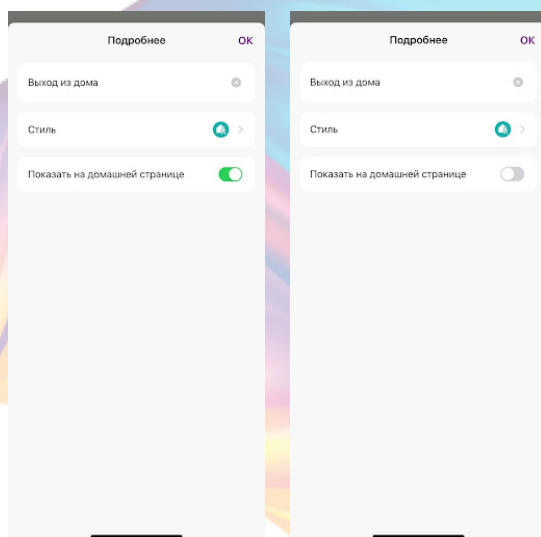 Подробнее
OK
Выход из дома
Стиль
Показать на домашней странице
Подробнее
OK
Выход из дома
Стиль
Показать на домашней странице